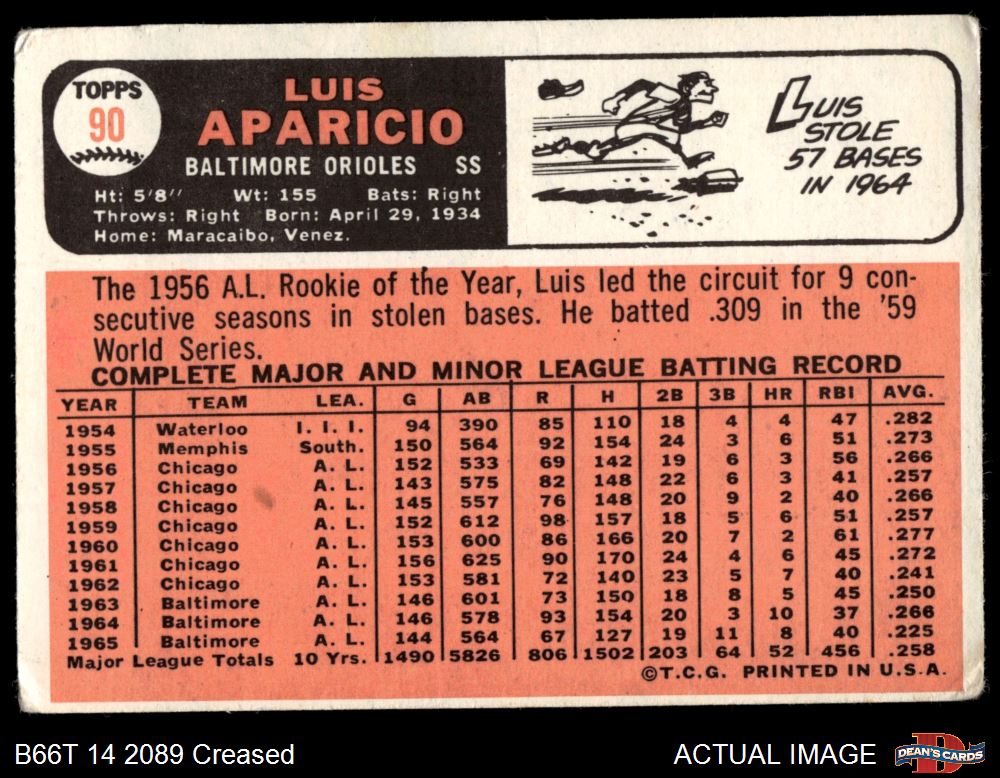 TOPPS
90
LUIS
APARICIO
BALTIMORE ORIOLES SS
Ht: 5'8'' Wt: 155 Bats: Right
Throws: Right Born: April 29, 1934
Home: Maracaibo, Venez.
LUIS
STOLE
57 BASES
IN 1964
The 1956 A.L. Rookie of the Year, Luis led the circuit for 9 con-
secutive seasons in stolen bases. He batted .309 in the '59
World Series.
COMPLETE MAJOR AND MINOR LEAGUE BATTING RECORD
YEAR TEAM LEA. G AB R H 2B 3B HR RBI AVG.
1954 Waterloo I. I. I. 94 390 85 110 18 4 4 47 .282
1955 Memphis South. 150 564 92 154 24 3 6 51 .273
1956 Chicago A. L. 152 533 69 142 19 6 3 56 .266
1957 Chicago A. L. 143 575 82 148 22 6 3 41 .257
1958 Chicago A. L. 145 557 76 148 20 9 2 40 .266
1959 Chicago A. L. 152 612 98 157 18 5 6 51 .257
1960 Chicago A. L. 153 600 86 166 20 7 2 61 .277
1961 Chicago A. L. 156 625 90 170 24 4 6 45 .272
1962 Chicago A. L. 153 581 72 140 23 5 7 40 .241
1963 Baltimore A. L. 146 601 73 150 18 8 5 45 .250
1964 Baltimore A. L. 146 578 93 154 20 3 10 37 .266
1965 Baltimore A. L. 144 564 67 127 19 11 8 40 .225
Major League Totals 10 Yrs. 1490 5826 806 1502 203 64 52 456 .258
©T.C.G. PRINTED IN U.S.A.
B66T 14 2089 Creased
ACTUAL IMAGE
DEAN'S CARDS